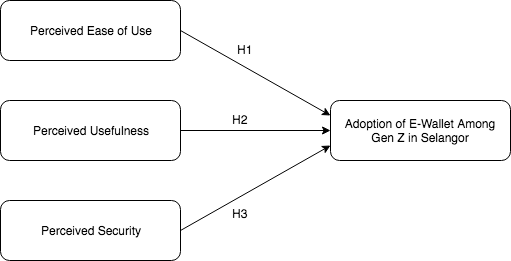 Perceived Ease of Use
H1
Perceived Usefulness
H2
Adoption of E-Wallet Among
Gen Z in Selangor
H3
Perceived Security